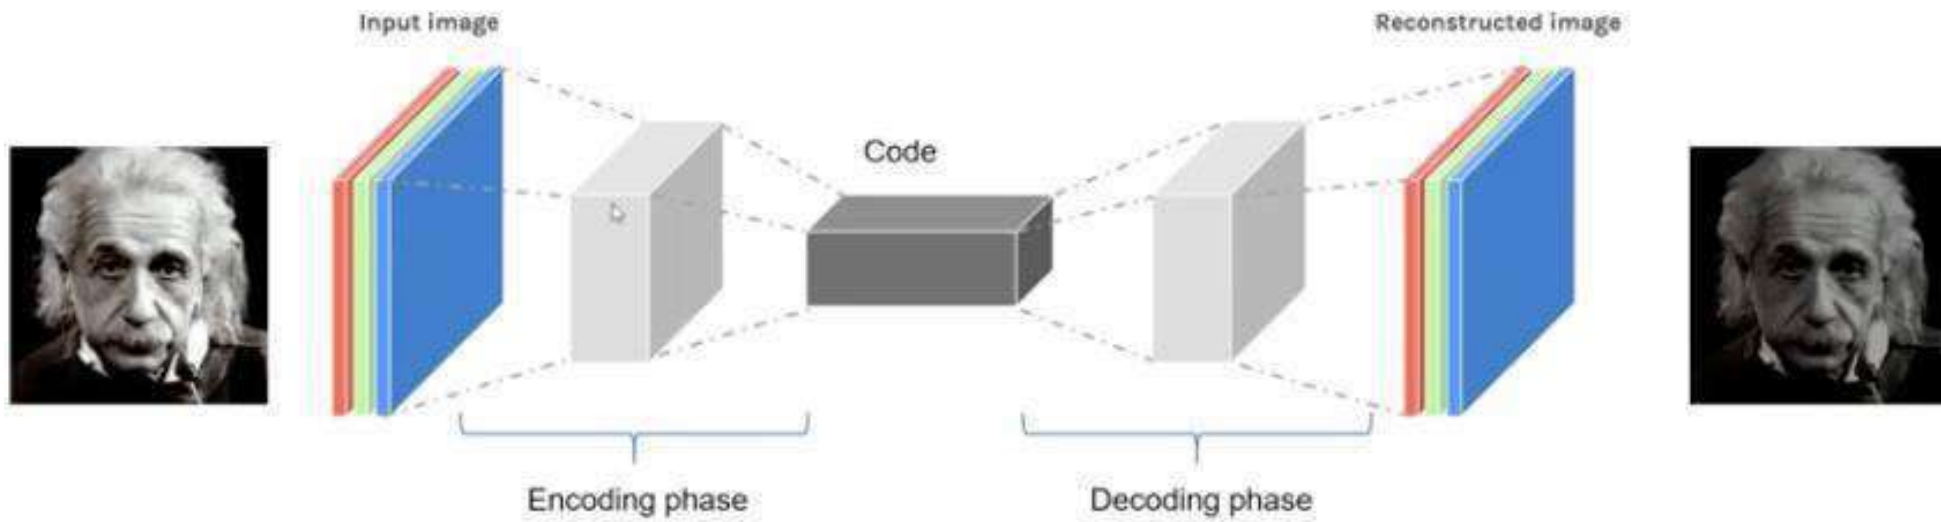 Input image
Reconstructed image
Code
Encoding phase
Decoding phase